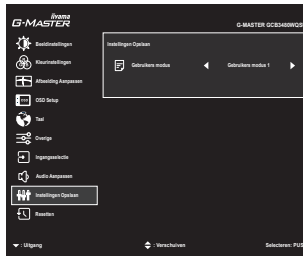 iiyama
G-MASTER
G-MASTER GCB3480WQS
Beeldinstellingen
Instellingen Opslaan
Kleurinstellingen
Gebruikers modus
Gebruikers modus 1
Afbeelding Aanpassen
OSD
OSD Setup
Taal
Overige
Ingangsselectie
Audio Aanpassen
Instellingen Opslaan
Resetten
: Uitgang
: Verschuiven
Selecteren: PUS